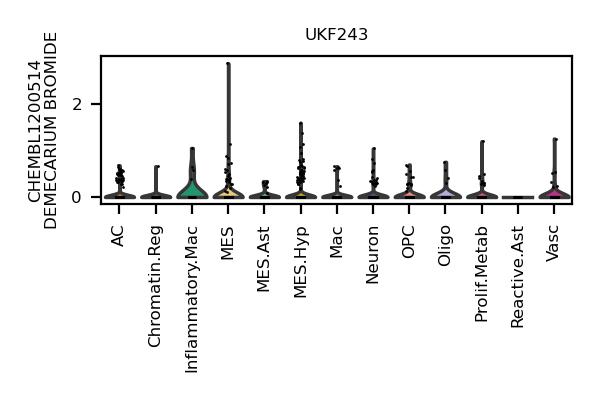 UKF243
CHEMBL1200514
DEMECARIUM BROMIDE
2
0
AC
Chromatin.Reg
Inflammatory.Mac
MES
MES.Ast
MES.Hyp
Mac
Neuron
OPC
Oligo
Prolif.Metab
Reactive.Ast
Vasc